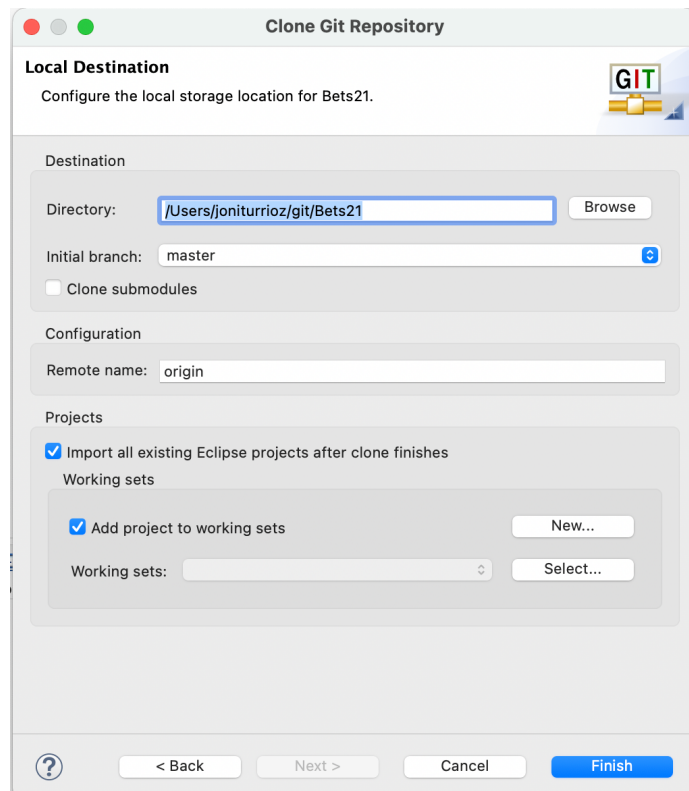 Clone Git Repository
Local Destination
Configure the local storage location for Bets21.
GIT
Destination
Directory: /Users/joniturrioz/git/Bets21 Browse
Initial branch: master
Clone submodules
Configuration
Remote name: origin
Projects
Import all existing Eclipse projects after clone finishes
Working sets
Add project to working sets New...
Working sets: Select...
? < Back Next > Cancel Finish